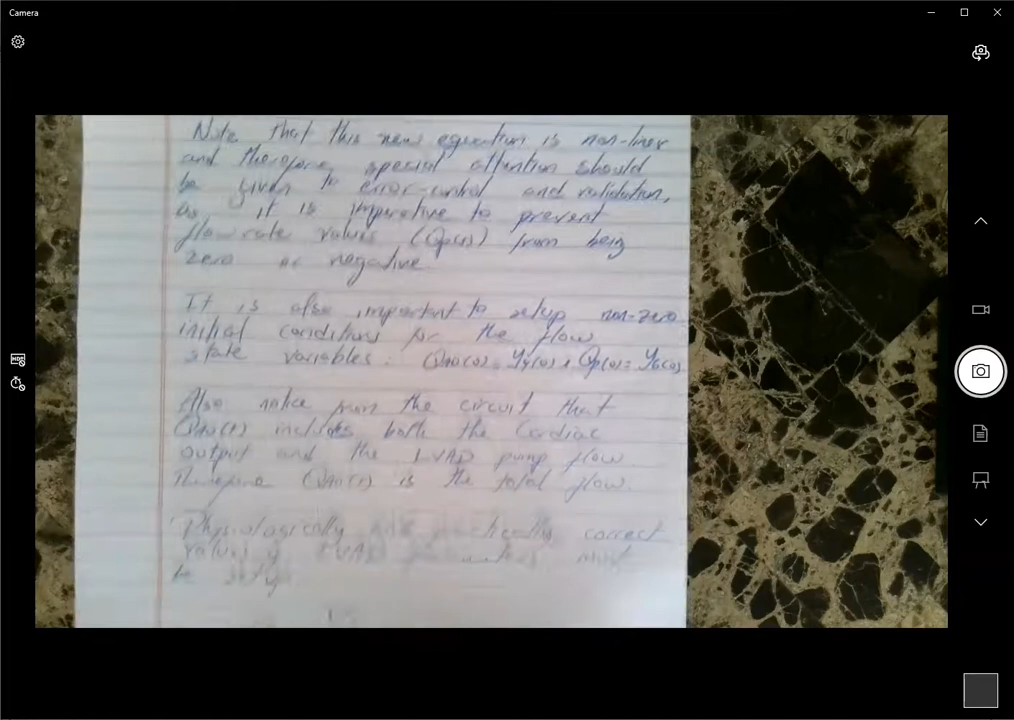 Camera
Note that this new equation is non-liner
and therefore special attention should
be given to error-control and validation,
as it is imperative to prevent
flow rate values (Qp(s)) from being
zero or negative
It is also important to setup non-zero
initial conditions for the flow
state variables: QAO(0) = Y4(0), Qp(0) = Y6(0)
Also notice from the circuit that
QAO(t) includes both the Cardiac
output and the LVAD pump flow
Therefore QAO(t) is the total flow.
Physiologically correct
values LVAD must
be setup